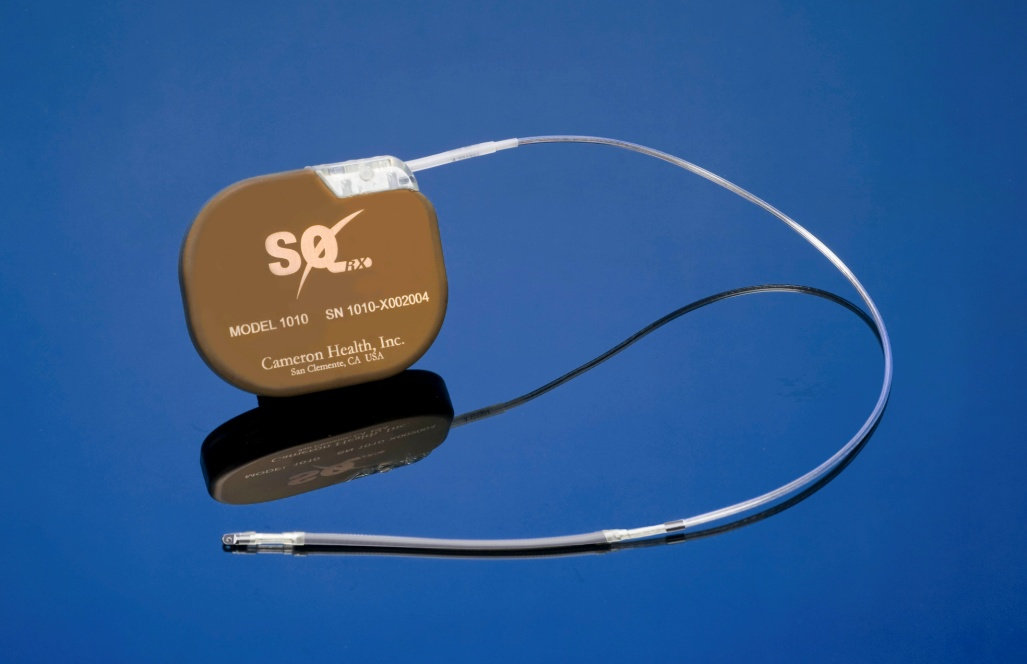 SQ RX
MODEL 1010 SN 1010-X002004
Cameron Health, Inc.
San Clemente, CA USA